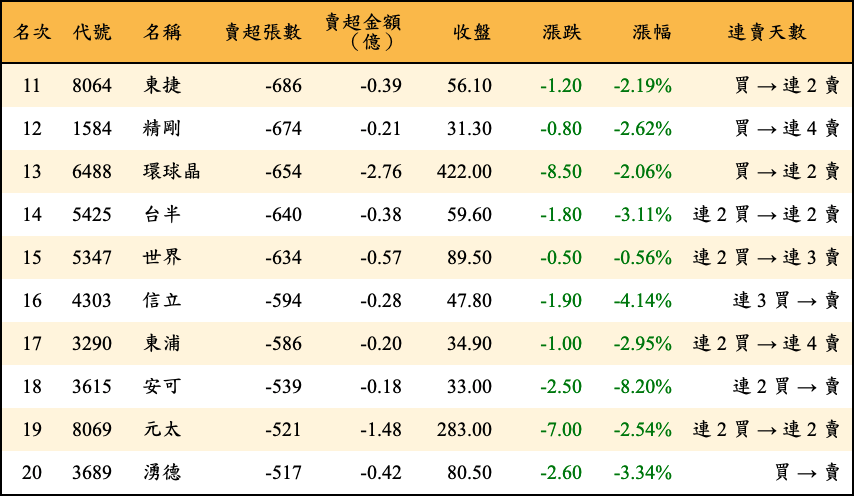 名次 代號 名稱 賣超張數 賣超金額（億） 收盤 漲跌 漲幅 連賣天數
11 8064 東捷 -686 -0.39 56.10 -1.20 -2.19% 買 → 連 2 賣
12 1584 精剛 -674 -0.21 31.30 -0.80 -2.62% 買 → 連 4 賣
13 6488 環球晶 -654 -2.76 422.00 -8.50 -2.06% 買 → 連 2 賣
14 5425 台半 -640 -0.38 59.60 -1.80 -3.11% 連 2 買 → 連 2 賣
15 5347 世界 -634 -0.57 89.50 -0.50 -0.56% 連 2 買 → 連 3 賣
16 4303 信立 -594 -0.28 47.80 -1.90 -4.14% 連 3 買 → 賣
17 3290 東浦 -586 -0.20 34.90 -1.00 -2.95% 連 2 買 → 連 4 賣
18 3615 安可 -539 -0.18 33.00 -2.50 -8.20% 連 2 買 → 賣
19 8069 元太 -521 -1.48 283.00 -7.00 -2.54% 連 2 買 → 連 2 賣
20 3689 湧德 -517 -0.42 80.50 -2.60 -3.34% 買 → 賣